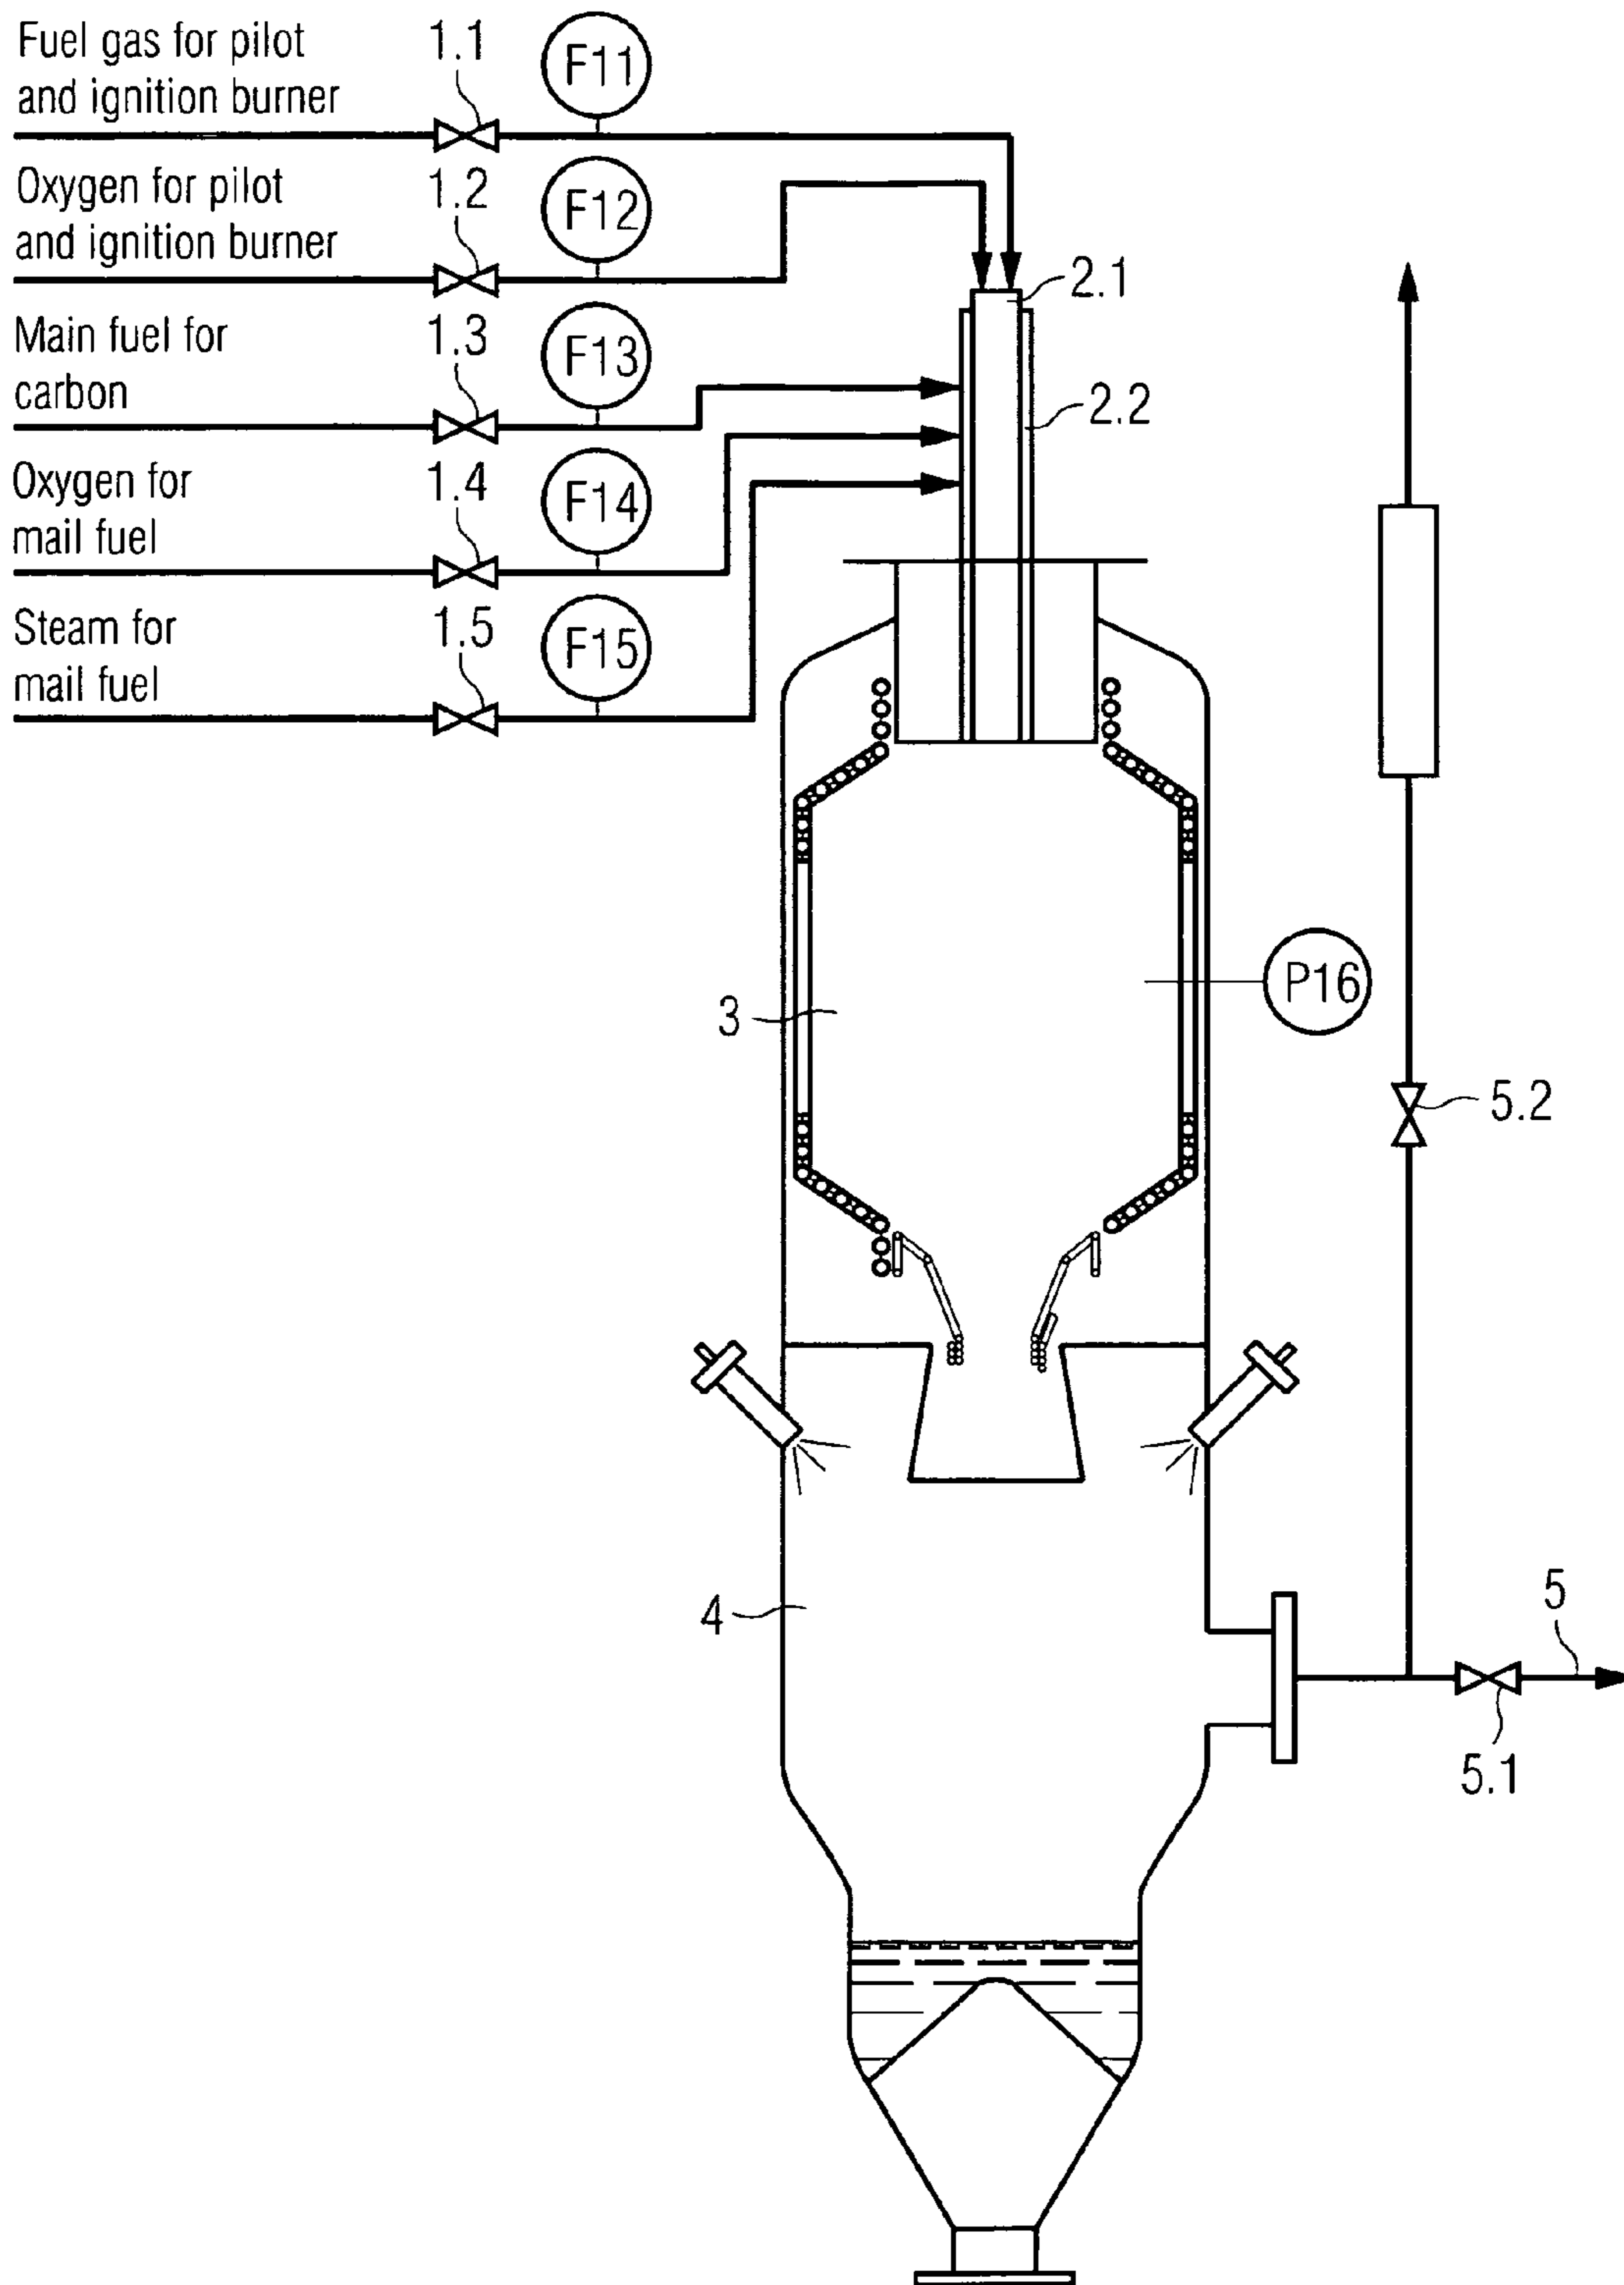 Fuel gas for pilot
and ignition burner
1.1
F11
Oxygen for pilot
and ignition burner
1.2
F12
Main fuel for
carbon
1.3
F13
Oxygen for
mail fuel
1.4
F14
Steam for
mail fuel
1.5
F15
2.1
2.2
3
P16
5.2
4
5
5.1